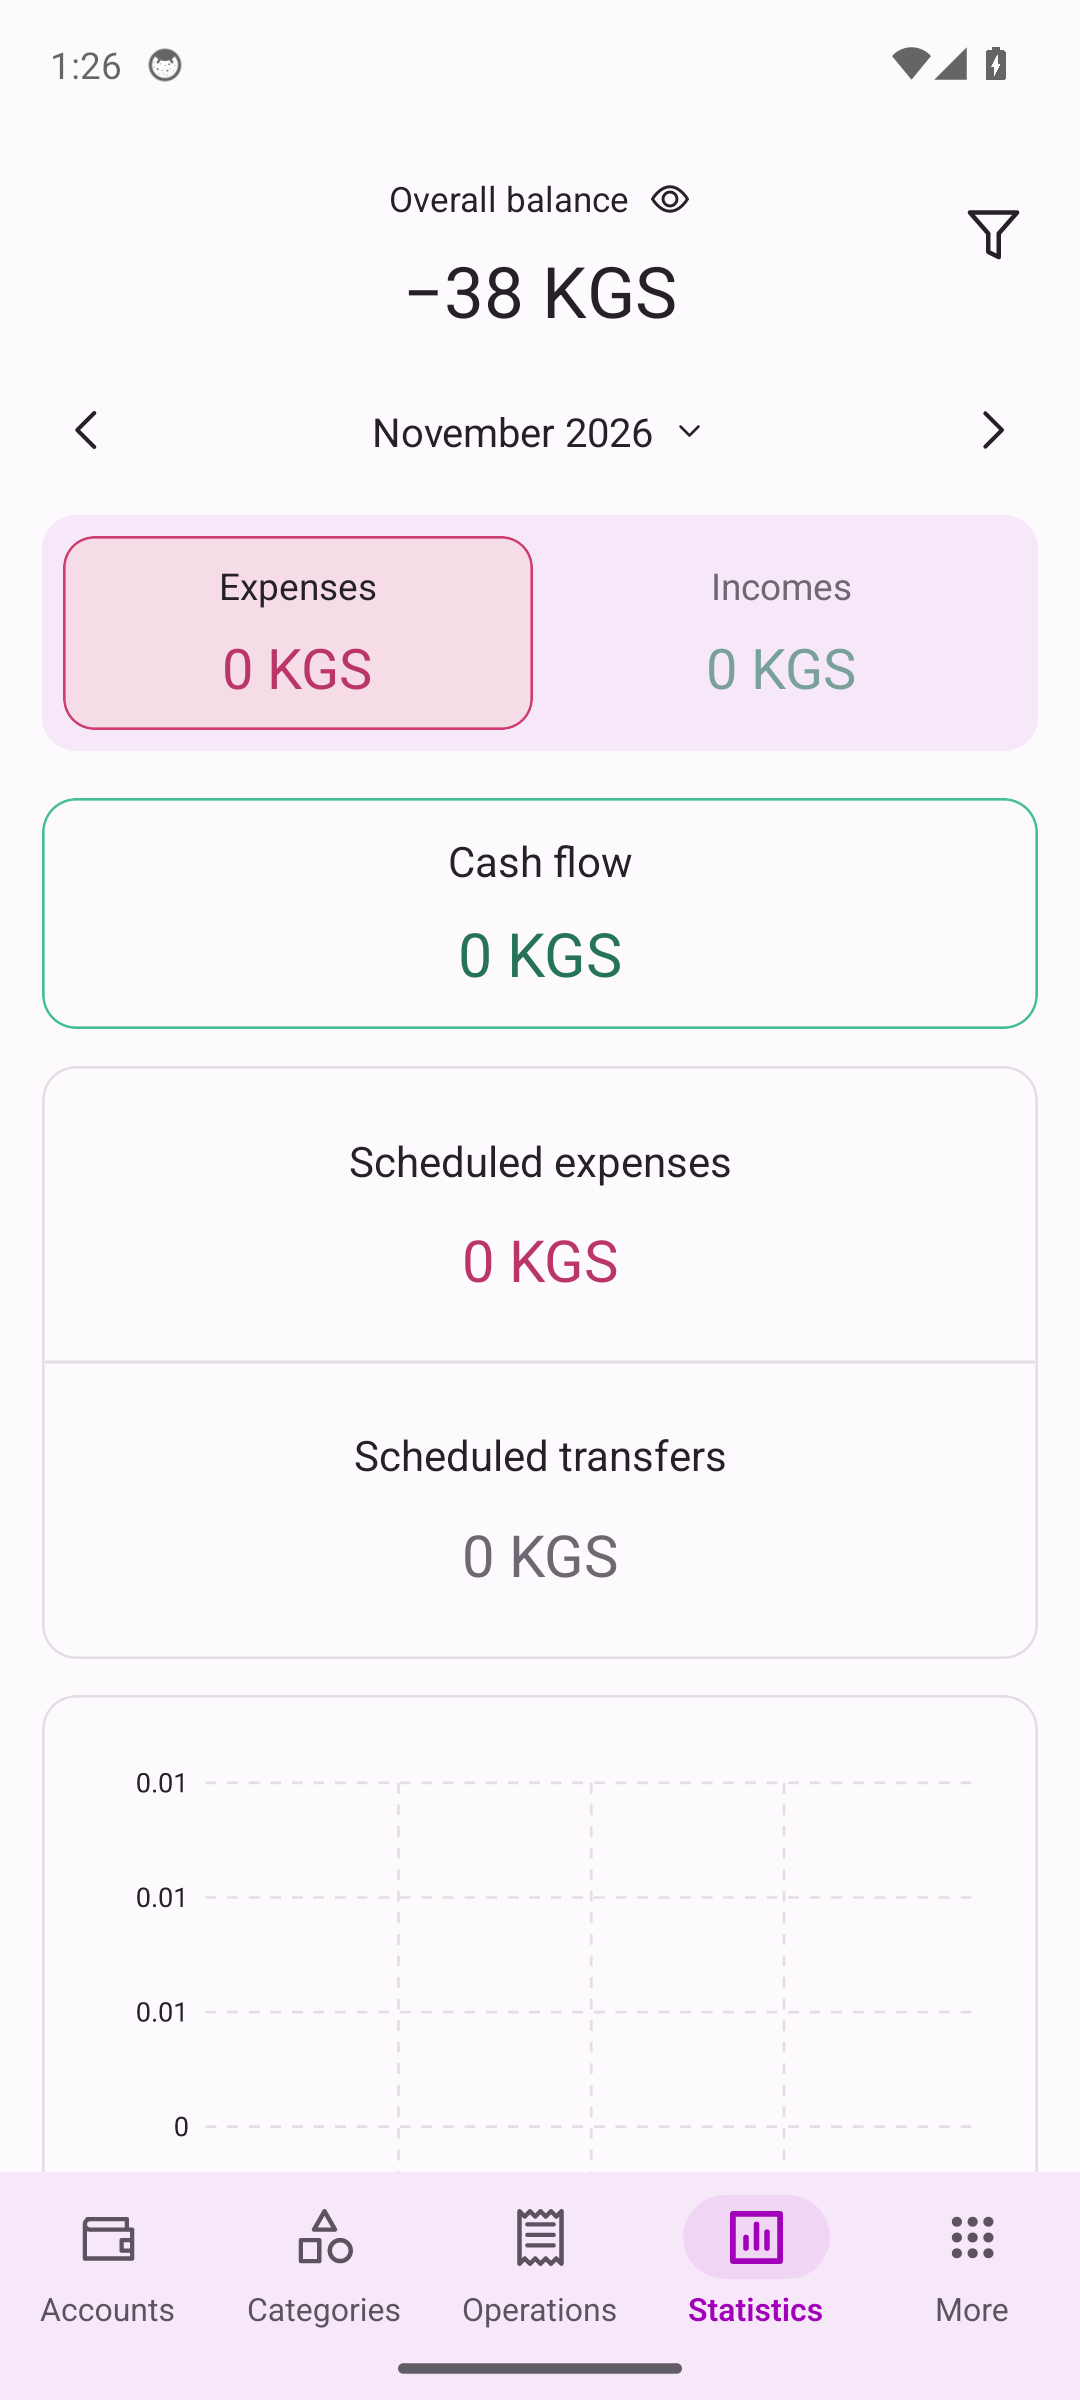 1:26
Overall balance
−38 KGS
November 2026
Expenses
0 KGS
Incomes
0 KGS
Cash flow
0 KGS
Scheduled expenses
0 KGS
Scheduled transfers
0 KGS
0.01
0.01
0.01
0
Accounts
Categories
Operations
Statistics
More